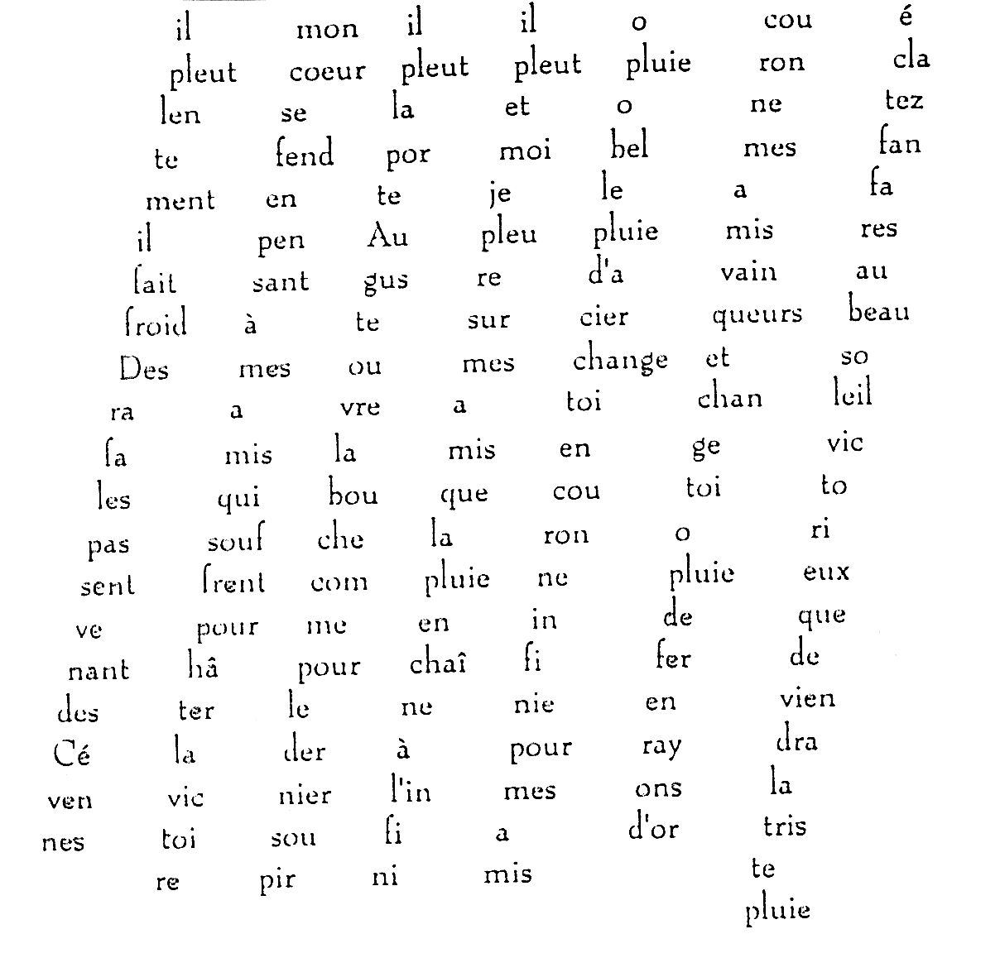 il pleut len te ment il fait froid Des ra fa les pas sent ve nant des Cé ven nes
mon coeur se fend en pen sant à mes a mis qui souf frent pour hâ ter la vic toi re
il pleut la por te Au gus te ou vre la bou che com me pour le der nier sou pir
il pleut et moi je pleu re sur mes a mis que la pluie en chaî ne à l'in fi ni
o pluie o bel le pluie d'a cier change toi en cou ron ne in fi nie pour mes a mis
cou ron ne mes a mis vain queurs et chan ge toi o pluie de fer en ray ons d'or
é cla tez fan fa res au beau so leil vic to ri eux que de vien dra la tris te pluie